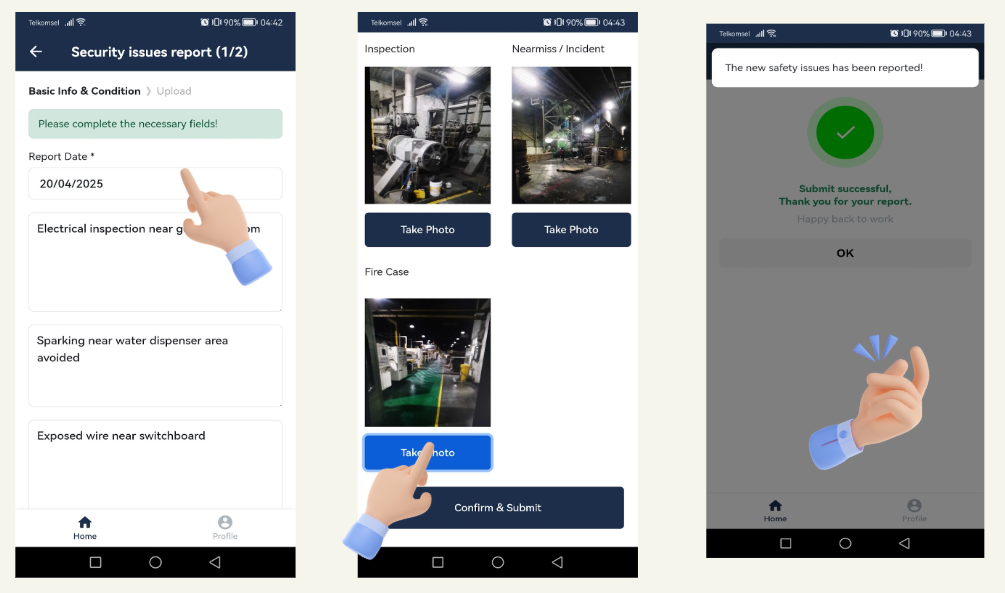 Telkomsel
90% 04:42
Security issues report (1/2)
Basic Info & Condition ⟩ Upload
Please complete the necessary fields!
Report Date *
20/04/2025
Electrical inspection near g om
Sparking near water dispenser area
avoided
Exposed wire near switchboard
Home
Profile
Telkomsel
90% 04:43
Inspection
Nearmiss / Incident
Take Photo
Take Photo
Fire Case
Take Photo
Confirm & Submit
Telkomsel
90% 04:43
The new safety issues has been reported!
Submit successful,
Thank you for your report.
Happy back to work
OK
Home
Profile